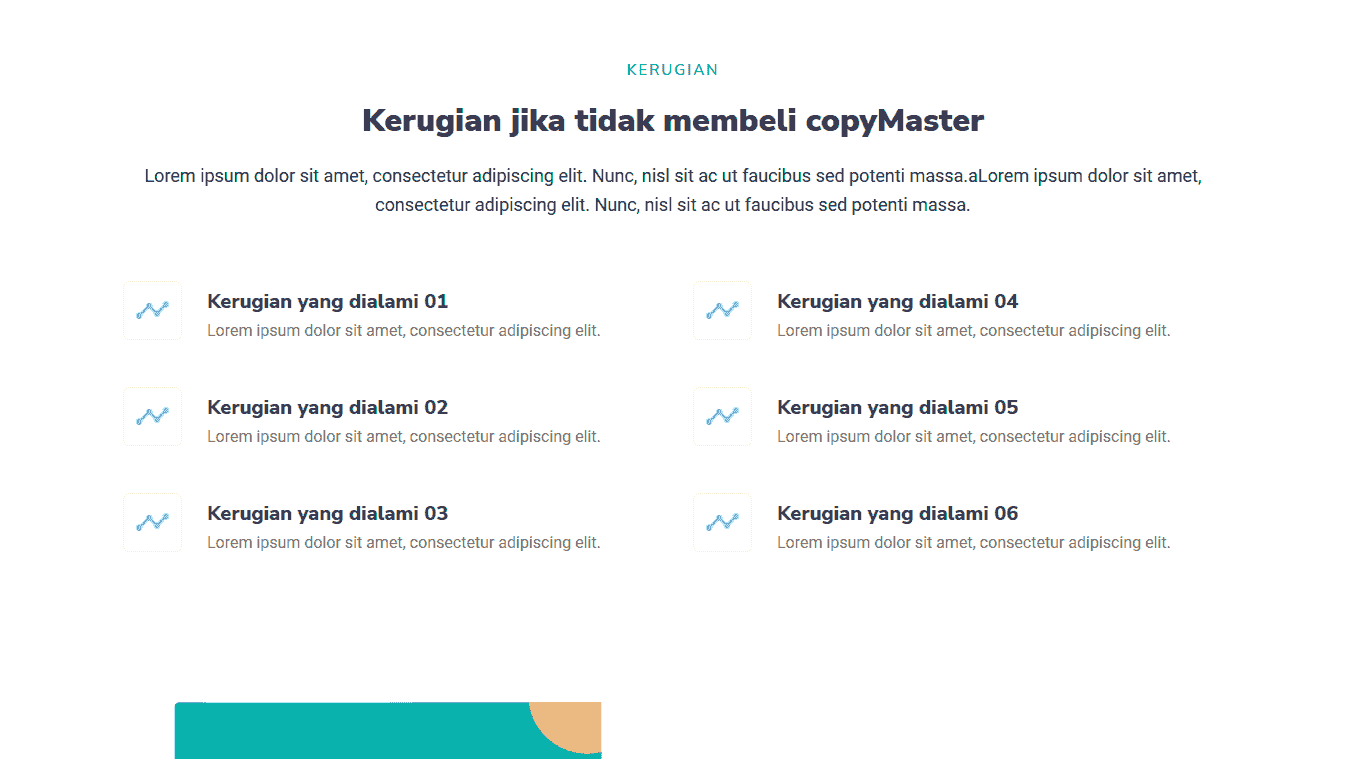 KERUGIAN
Kerugian jika tidak membeli copyMaster
Lorem ipsum dolor sit amet, consectetur adipiscing elit. Nunc, nisl sit ac ut faucibus sed potenti massa.aLorem ipsum dolor sit amet,
consectetur adipiscing elit. Nunc, nisl sit ac ut faucibus sed potenti massa.
Kerugian yang dialami 01
Lorem ipsum dolor sit amet, consectetur adipiscing elit.
Kerugian yang dialami 02
Lorem ipsum dolor sit amet, consectetur adipiscing elit.
Kerugian yang dialami 03
Lorem ipsum dolor sit amet, consectetur adipiscing elit.
Kerugian yang dialami 04
Lorem ipsum dolor sit amet, consectetur adipiscing elit.
Kerugian yang dialami 05
Lorem ipsum dolor sit amet, consectetur adipiscing elit.
Kerugian yang dialami 06
Lorem ipsum dolor sit amet, consectetur adipiscing elit.